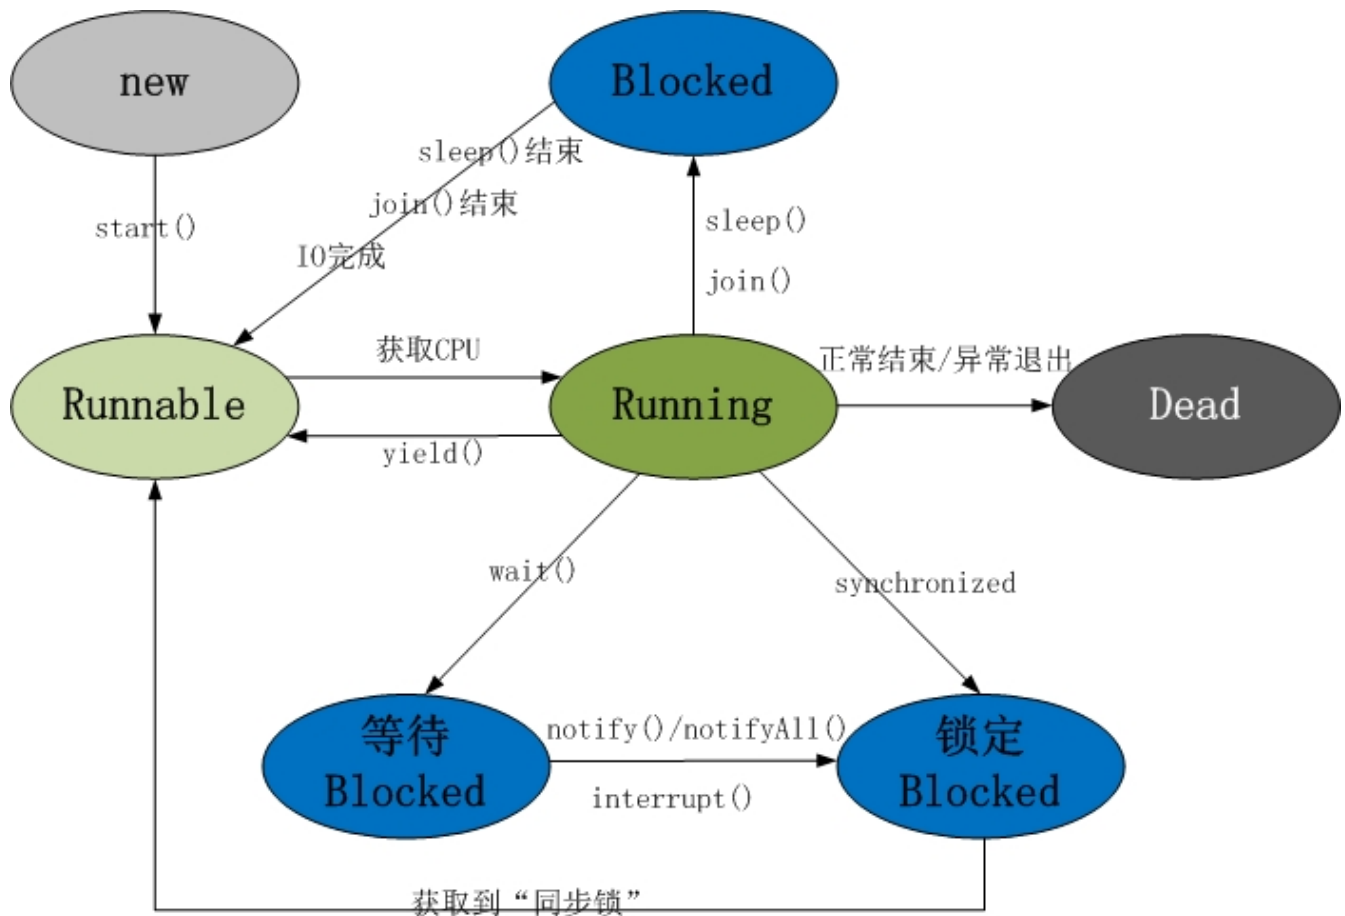 new
Blocked
sleep()结束
join()结束
IO完成
start()
sleep()
join()
获取CPU
正常结束/异常退出
Runnable
Running
Dead
yield()
wait()
synchronized
等待
Blocked
notify()/notifyAll()
interrupt()
锁定
Blocked
获取到“同步锁”